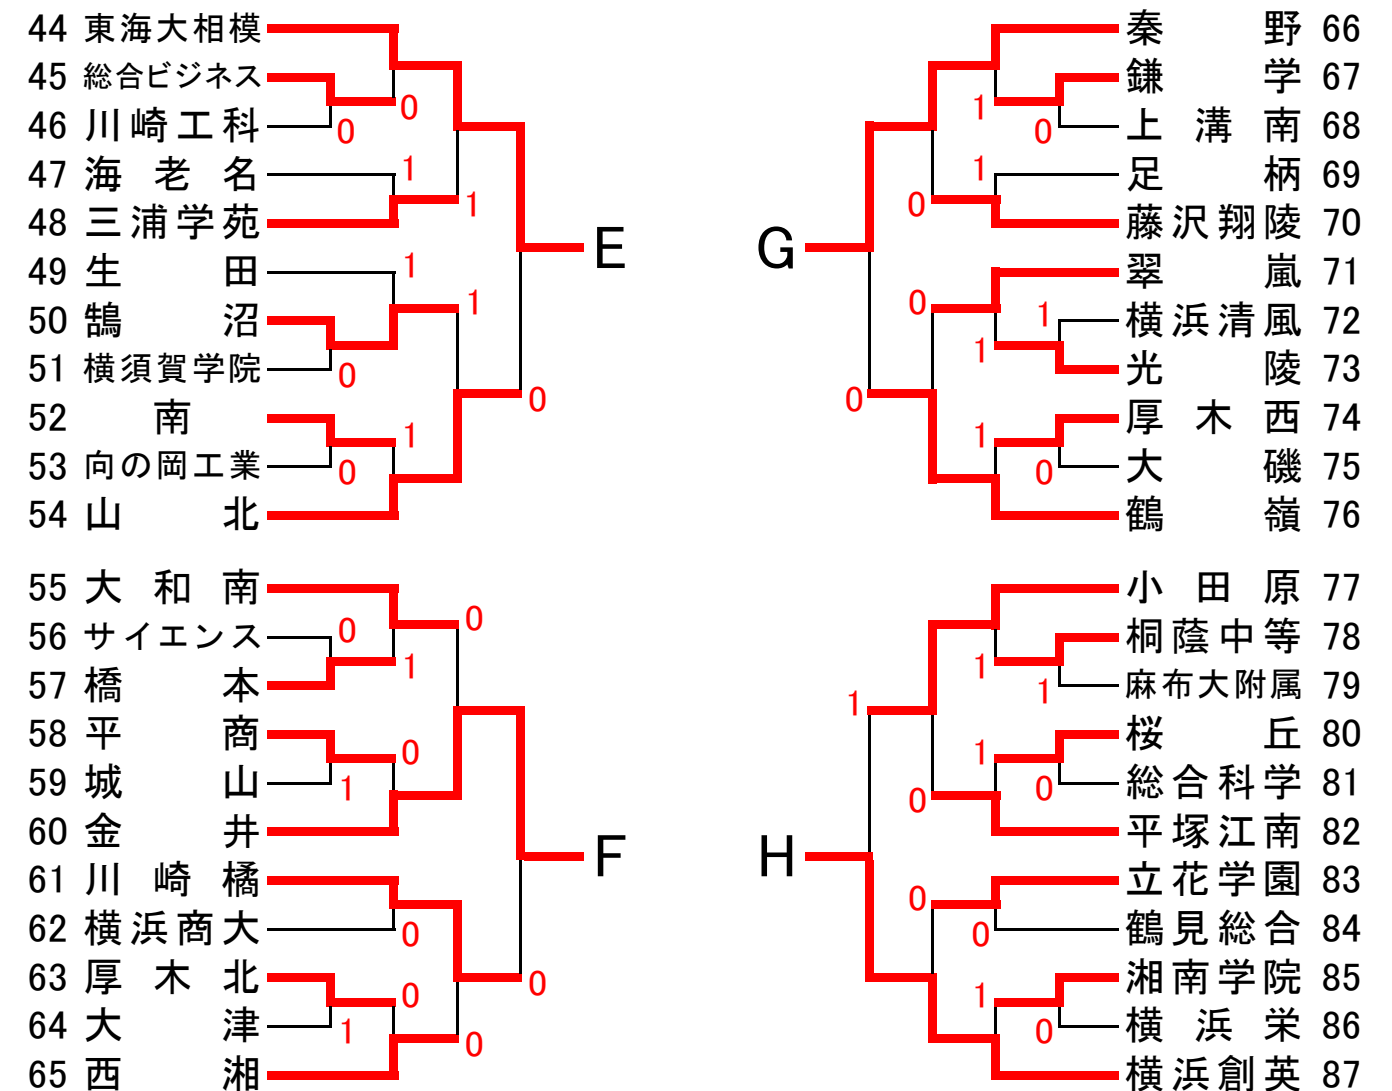 44 東海大相模
45 総合ビジネス
0
46 川崎工科
0
47 海老名
1
48 三浦学苑
1
E
49 生田
1
50 鵠沼
1
51 横須賀学院
0
0
52 南
1
53 向の岡工業
0
54 山北
55 大和南
0
56 サイエンス
0
57 橋本
1
58 平商
0
59 城山
1
60 金井
F
61 川崎橘
62 横浜商大
0
63 厚木北
0
0
64 大津
1
0
65 西湘
秦野 66
鎌学 67
1
上溝南 68
0
足柄 69
1
藤沢翔陵 70
0
G
翠嵐 71
0
横浜清風 72
1
光陵 73
1
0
厚木西 74
1
大磯 75
0
鶴嶺 76
小田原 77
桐蔭中等 78
1
麻布大附属 79
1
1
桜丘 80
1
総合科学 81
0
0
平塚江南 82
H
立花学園 83
0
鶴見総合 84
0
湘南学院 85
1
横浜栄 86
0
横浜創英 87